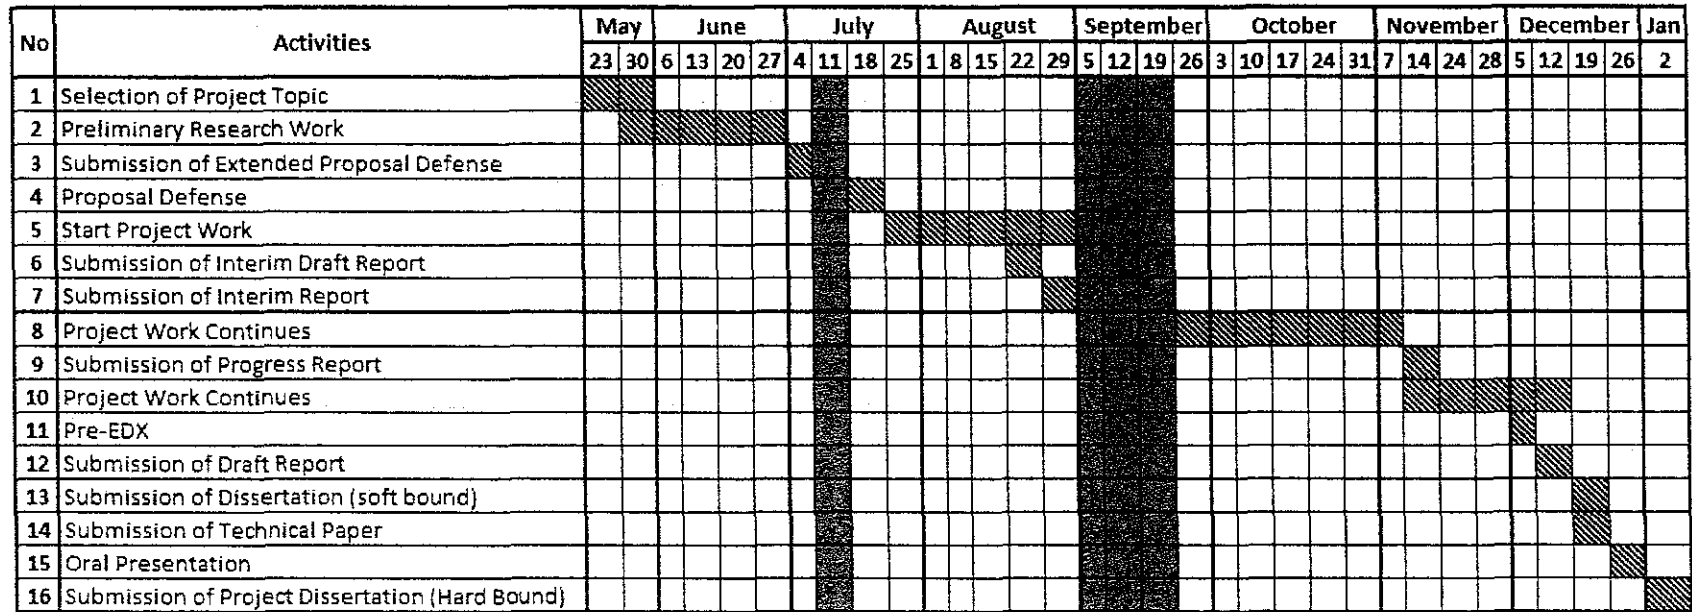 No Activities May June July August September October November December Jan
23 30 6 13 20 27 4 11 18 25 1 8 15 22 29 5 12 19 26 3 10 17 24 31 7 14 24 28 5 12 19 26 2
1 Selection of Project Topic
2 Preliminary Research Work
3 Submission of Extended Proposal Defense
4 Proposal Defense
5 Start Project Work
6 Submission of Interim Draft Report
7 Submission of Interim Report
8 Project Work Continues
9 Submission of Progress Report
10 Project Work Continues
11 Pre-EDX
12 Submission of Draft Report
13 Submission of Dissertation (soft bound)
14 Submission of Technical Paper
15 Oral Presentation
16 Submission of Project Dissertation (Hard Bound)